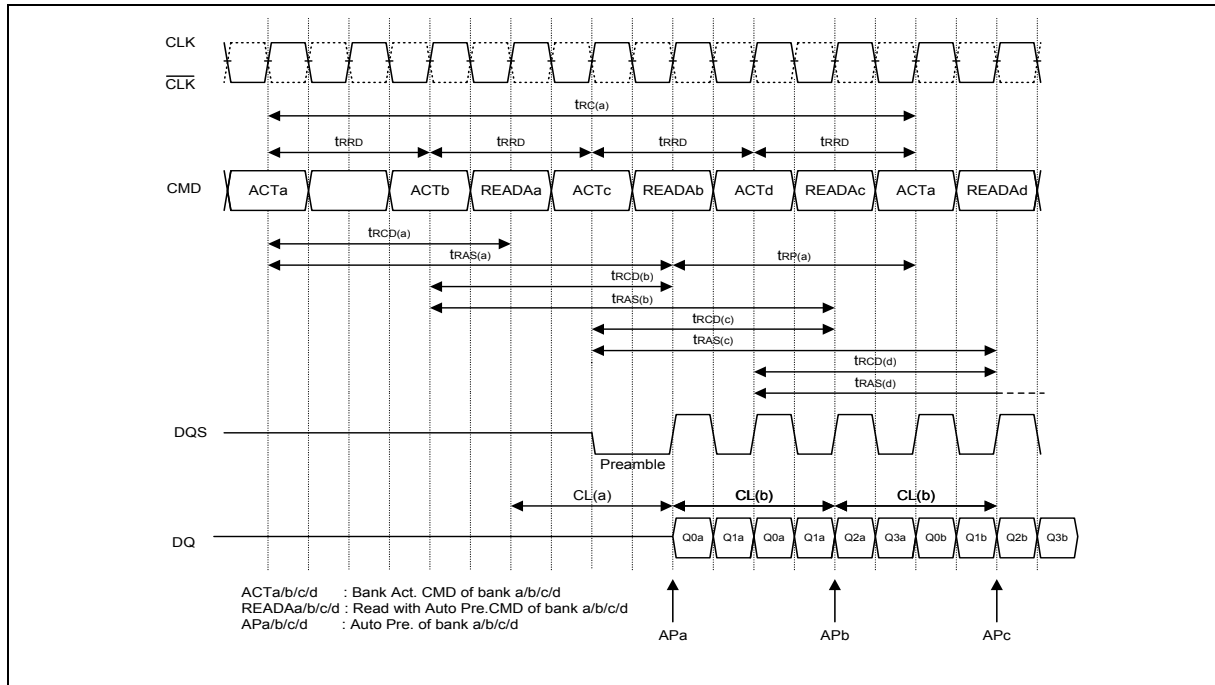 CLK
CLK
tRC(a)
tRRD tRRD tRRD tRRD
CMD ACTa ACTb READAa ACTc READAb ACTd READAc ACTa READAd
tRCD(a)
tRAS(a) tRP(a)
tRCD(b)
tRAS(b)
tRCD(c)
tRAS(c)
tRCD(d)
tRAS(d)
DQS
Preamble
CL(a) CL(b) CL(b)
DQ Q0a Q1a Q0a Q1a Q2a Q3a Q0b Q1b Q2b Q3b
ACTa/b/c/d : Bank Act. CMD of bank a/b/c/d
READAa/b/c/d : Read with Auto Pre.CMD of bank a/b/c/d
APa/b/c/d : Auto Pre. of bank a/b/c/d
APa APb APc